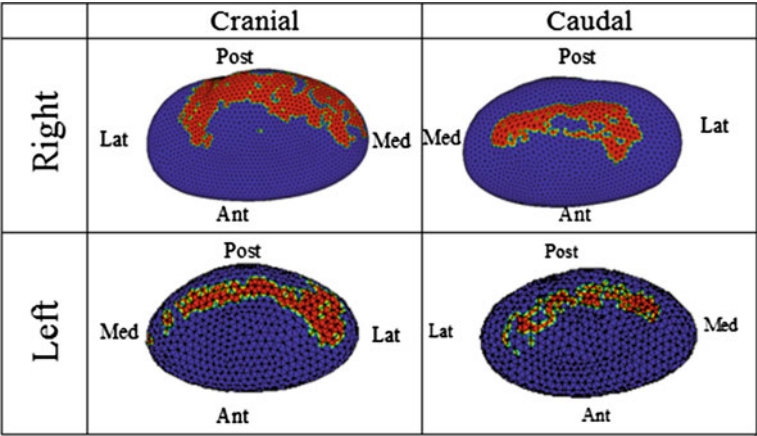 Cranial
Caudal
Right
Post
Lat
Med
Ant
Post
Med
Lat
Ant
Left
Post
Med
Lat
Ant
Post
Lat
Med
Ant